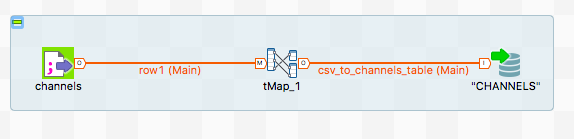 O
row1 (Main)
M
O
csv_to_channels_table (Main)
I
channels
tMap_1
"CHANNELS"